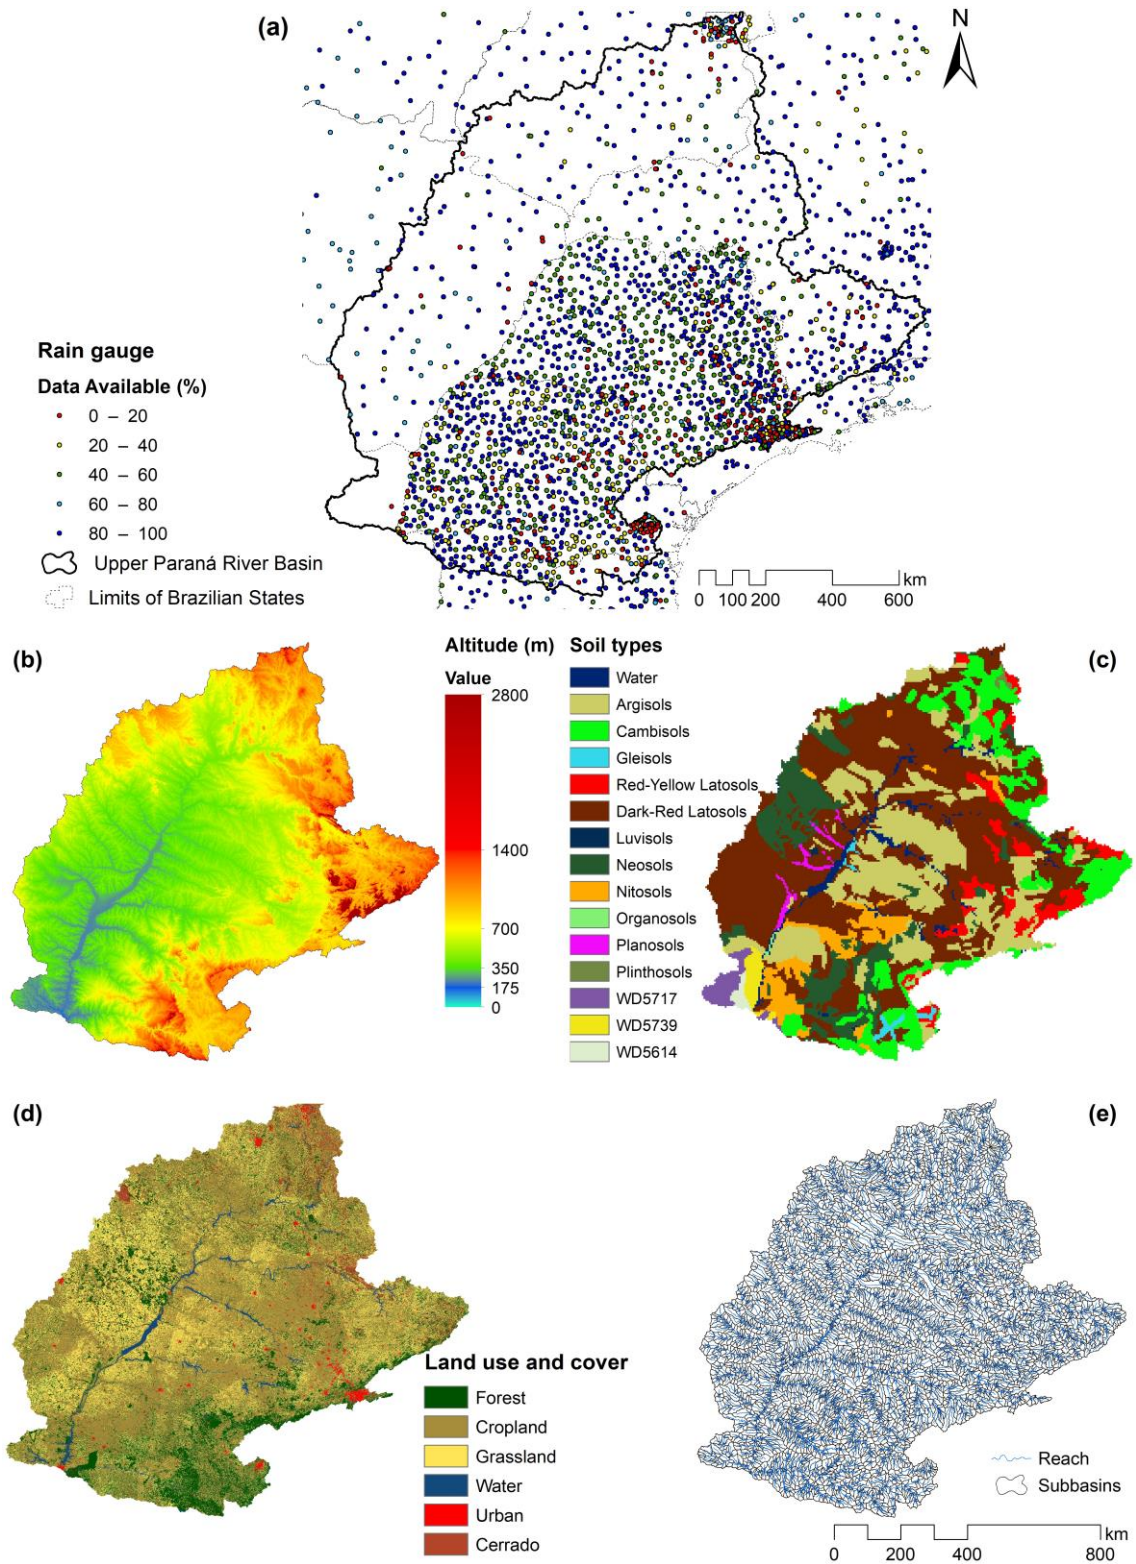 (a)
N
Rain gauge
Data Available (%)
0 – 20
20 – 40
40 – 60
60 – 80
80 – 100
Upper Paraná River Basin
Limits of Brazilian States
0 100 200 400 600 km
(b)
Altitude (m)
Value
2800
1400
700
350
175
0
Soil types
Water
Argisols
Cambisols
Gleisols
Red-Yellow Latosols
Dark-Red Latosols
Luvisols
Neosols
Nitosols
Organosols
Planosols
Plinthosols
WD5717
WD5739
WD5614
(c)
(d)
Land use and cover
Forest
Cropland
Grassland
Water
Urban
Cerrado
(e)
Reach
Subbasins
0 200 400 800 km